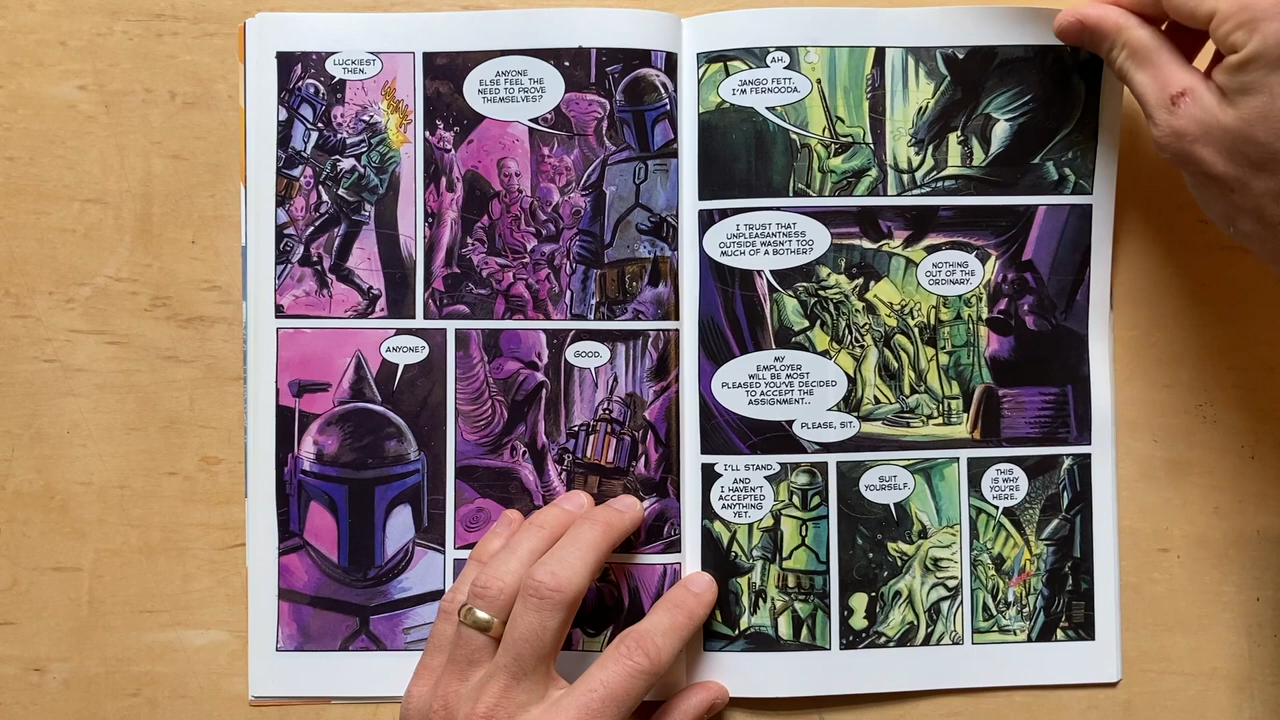 LUCKIEST
THEN.
WHNK
ANYONE
ELSE FEEL THE
NEED TO PROVE
THEMSELVES?
ANYONE?
GOOD.
AH,
JANGO FETT.
I'M FERNOODA.
I TRUST THAT
UNPLEASANTNESS
OUTSIDE WASN'T TOO
MUCH OF A BOTHER?
NOTHING
OUT OF THE
ORDINARY.
MY
EMPLOYER
WILL BE MOST
PLEASED YOU'VE DECIDED
TO ACCEPT THE
ASSIGNMENT..
PLEASE, SIT.
I'LL STAND.
AND
I HAVEN'T
ACCEPTED
ANYTHING
YET.
SUIT
YOURSELF.
THIS
IS WHY
YOU'RE
HERE.